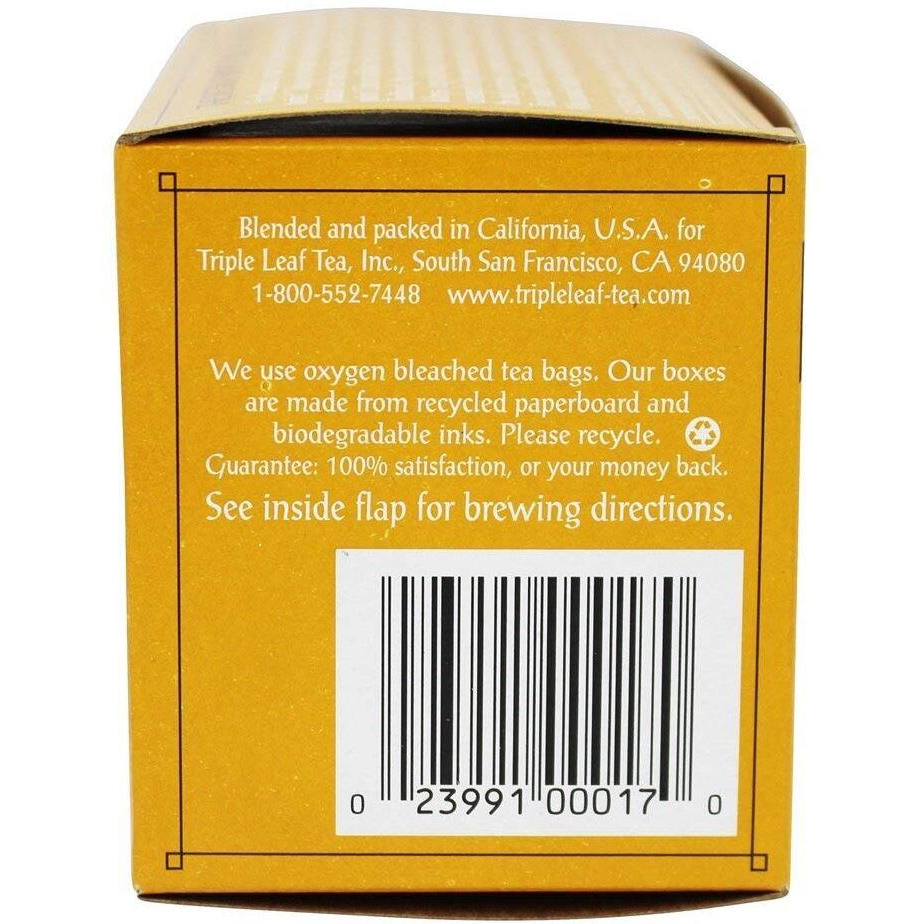 Blended and packed in California, U.S.A. for
Triple Leaf Tea, Inc., South San Francisco, CA 94080
1-800-552-7448 www.tripleleaf-tea.com
We use oxygen bleached tea bags. Our boxes
are made from recycled paperboard and
biodegradable inks. Please recycle.
Guarantee: 100% satisfaction, or your money back.
See inside flap for brewing directions.
0 23991 00017 0